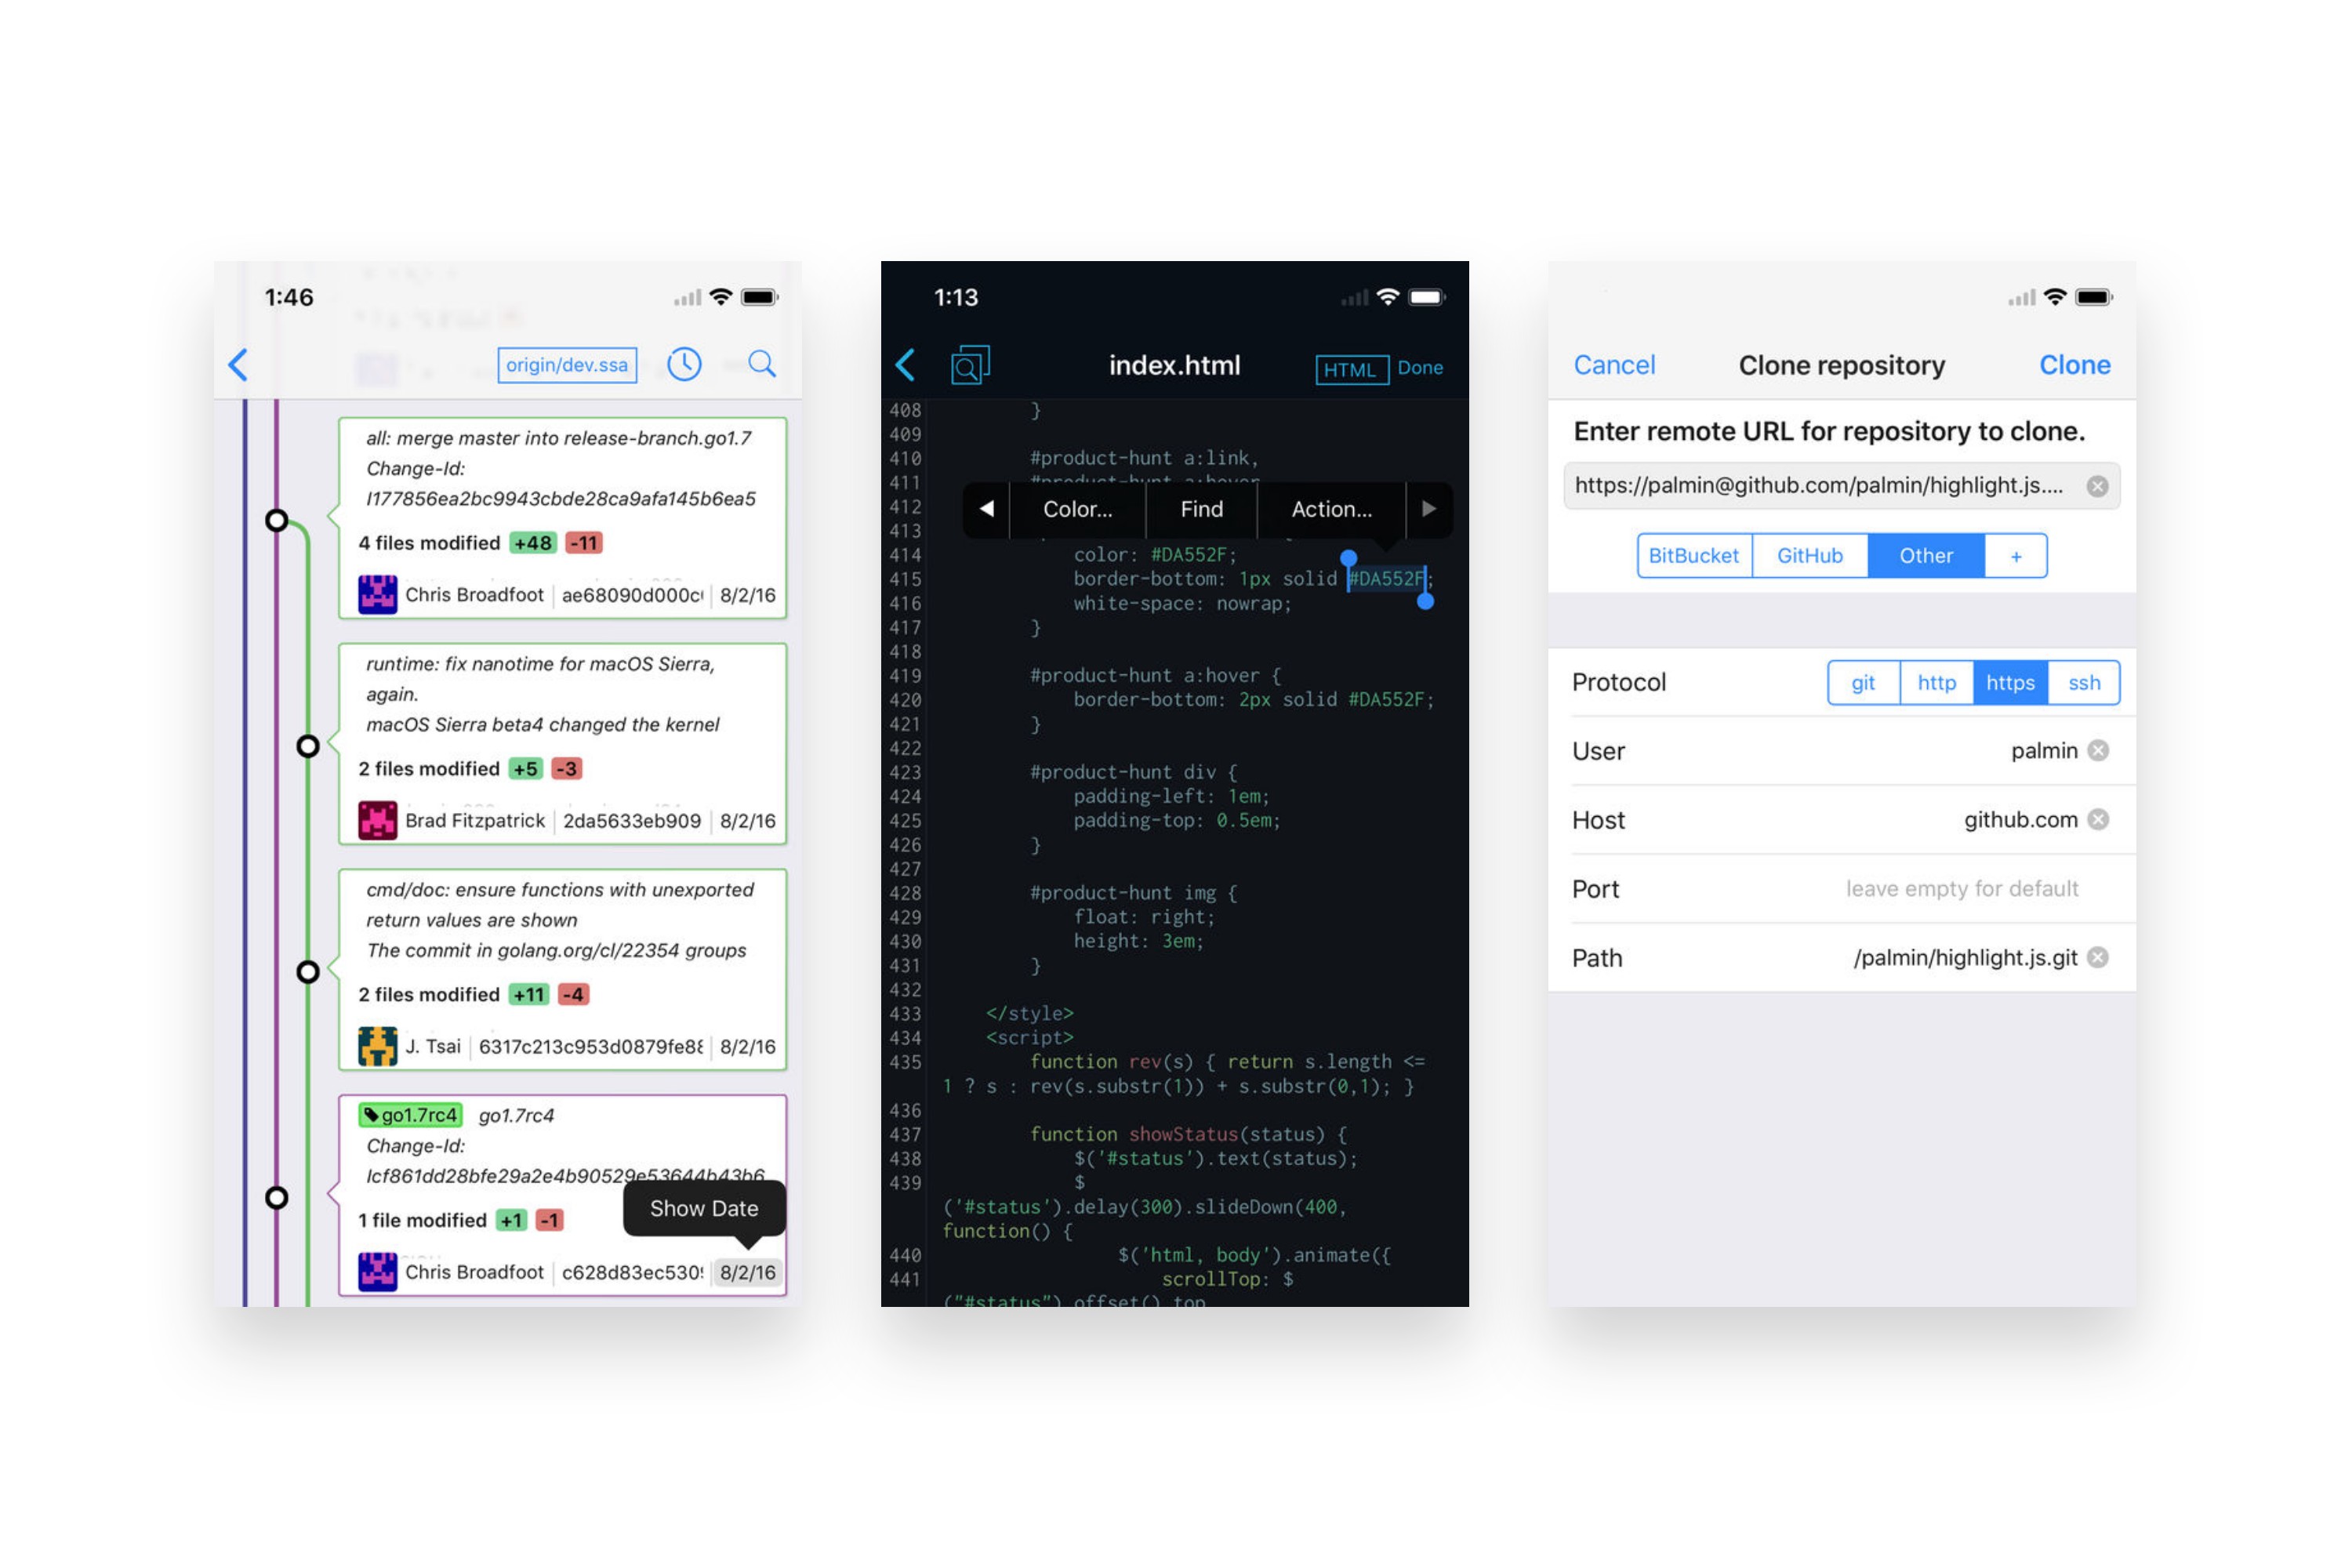 1:46
origin/dev.ssa
all: merge master into release-branch.go1.7
Change-Id:
I177856ea2bc9943cbde28ca9afa145b6ea5
4 files modified +48 -11
Chris Broadfoot ae68090d000c 8/2/16
runtime: fix nanotime for macOS Sierra,
again.
macOS Sierra beta4 changed the kernel
2 files modified +5 -3
Brad Fitzpatrick 2da5633eb909 8/2/16
cmd/doc: ensure functions with unexported
return values are shown
The commit in golang.org/cl/22354 groups
2 files modified +11 -4
J. Tsai 6317c213c953d0879fe88 8/2/16
go1.7rc4 go1.7rc4
Change-Id:
Icf861dd28bfe29a2e4b90529e53644b43b6
Show Date
1 file modified +1 -1
Chris Broadfoot c628d83ec530 8/2/16
1:13
index.html HTML Done
408 }
409
410 #product-hunt a:link,
411 #product-hunt a:hover
412
413
Color... Find Action...
414 color: #DA552F;
415 border-bottom: 1px solid #DA552F;
416 white-space: nowrap;
417 }
418
419 #product-hunt a:hover {
420 border-bottom: 2px solid #DA552F;
421 }
422
423 #product-hunt div {
424 padding-left: 1em;
425 padding-top: 0.5em;
426 }
427
428 #product-hunt img {
429 float: right;
430 height: 3em;
431 }
432
433 </style>
434 <script>
435 function rev(s) { return s.length <=
1 ? s : rev(s.substr(1)) + s.substr(0,1); }
436
437 function showStatus(status) {
438 $('#status').text(status);
439 $
('#status').delay(300).slideDown(400,
function() {
440 $('html, body').animate({
441 scrollTop: $
("#status").offset().top
Cancel Clone repository Clone
Enter remote URL for repository to clone.
https://palmin@github.com/palmin/highlight.js....
BitBucket GitHub Other +
Protocol git http https ssh
User palmin
Host github.com
Port leave empty for default
Path /palmin/highlight.js.git